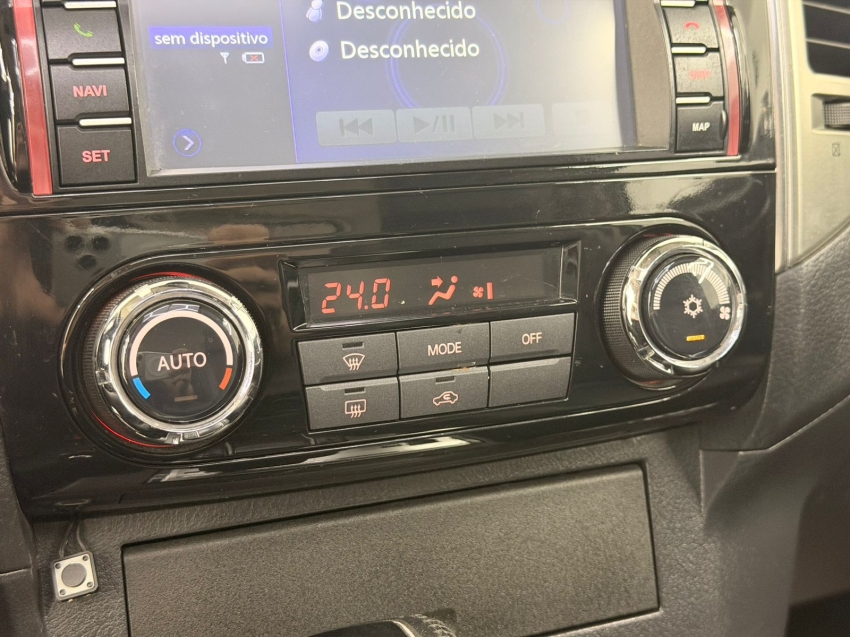 Desconhecido
sem dispositivo
Desconhecido
NAVI
SET
MAP
24.0
AUTO
MODE
OFF